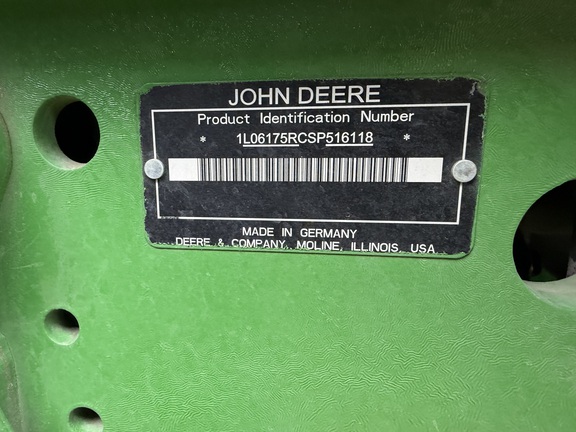 JOHN DEERE
Product Identification Number
* 1L06175RCSP516118 *
MADE IN GERMANY
DEERE & COMPANY, MOLINE, ILLINOIS, USA